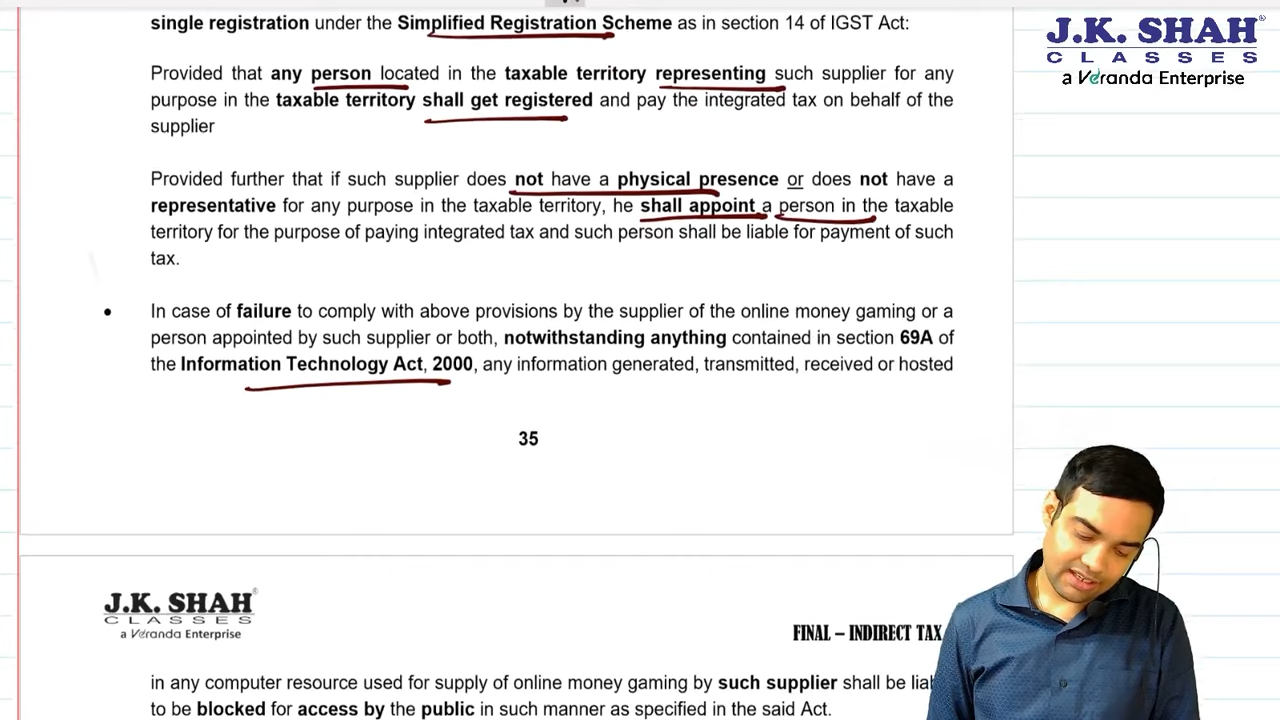 single registration under the Simplified Registration Scheme as in section 14 of IGST Act:
J.K. SHAH
CLASSES
a Veranda Enterprise
Provided that any person located in the taxable territory representing such supplier for any
purpose in the taxable territory shall get registered and pay the integrated tax on behalf of the
supplier
Provided further that if such supplier does not have a physical presence or does not have a
representative for any purpose in the taxable territory, he shall appoint a person in the taxable
territory for the purpose of paying integrated tax and such person shall be liable for payment of such
tax.
• In case of failure to comply with above provisions by the supplier of the online money gaming or a
person appointed by such supplier or both, notwithstanding anything contained in section 69A of
the Information Technology Act, 2000, any information generated, transmitted, received or hosted
35
J.K. SHAH
CLASSES
a Veranda Enterprise
FINAL – INDIRECT TAX
in any computer resource used for supply of online money gaming by such supplier shall be
to be blocked for access by the public in such manner as specified in the said Act.